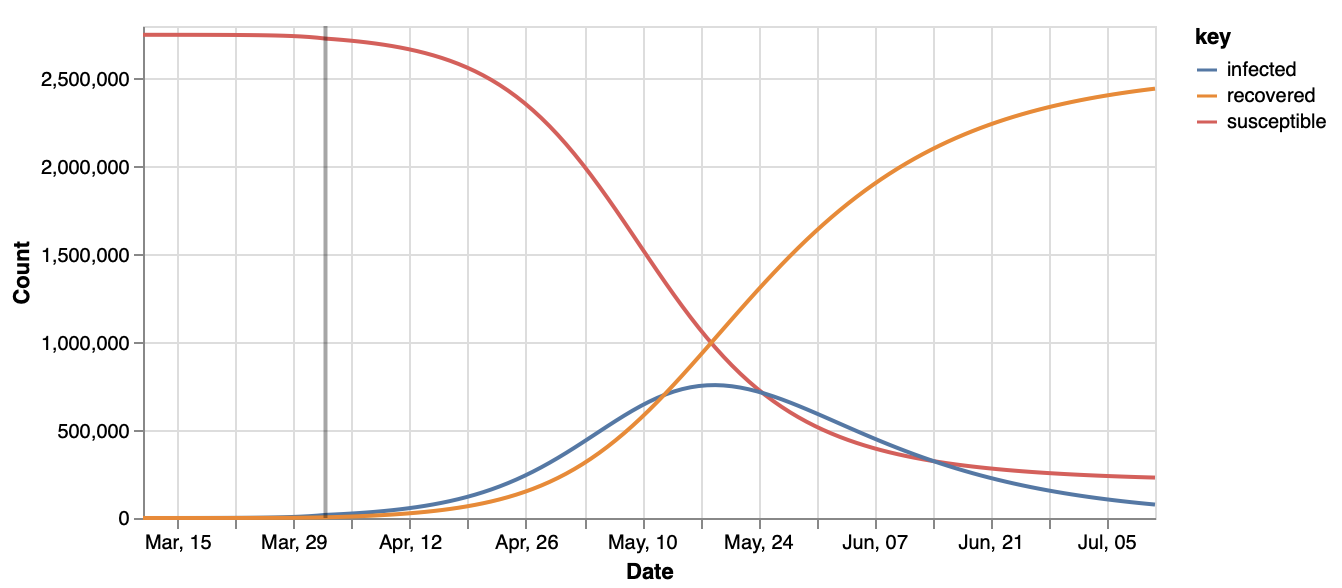 key
infected
recovered
susceptible
2,500,000
2,000,000
1,500,000
1,000,000
500,000
0
Count
Mar, 15 Mar, 29 Apr, 12 Apr, 26 May, 10 May, 24 Jun, 07 Jun, 21 Jul, 05
Date